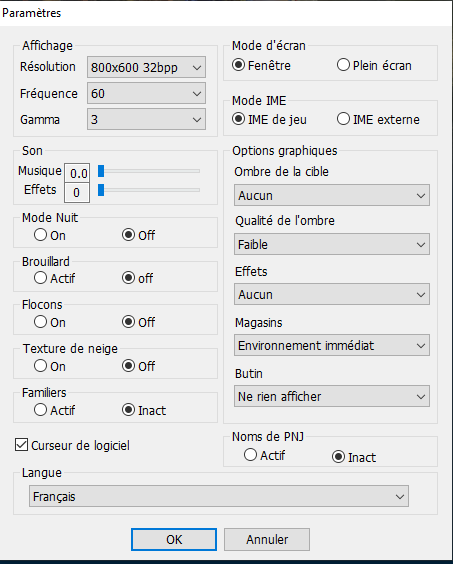 Paramètres
Affichage
Résolution 800x600 32bpp
Fréquence 60
Gamma 3
Mode d'écran
Fenêtre Plein écran
Mode IME
IME de jeu IME externe
Son
Musique 0.0
Effets 0
Mode Nuit
On Off
Brouillard
Actif off
Flocons
On Off
Texture de neige
On Off
Familiers
Actif Inact
Curseur de logiciel
Options graphiques
Ombre de la cible
Aucun
Qualité de l'ombre
Faible
Effets
Aucun
Magasins
Environnement immédiat
Butin
Ne rien afficher
Noms de PNJ
Actif Inact
Langue
Français
OK Annuler